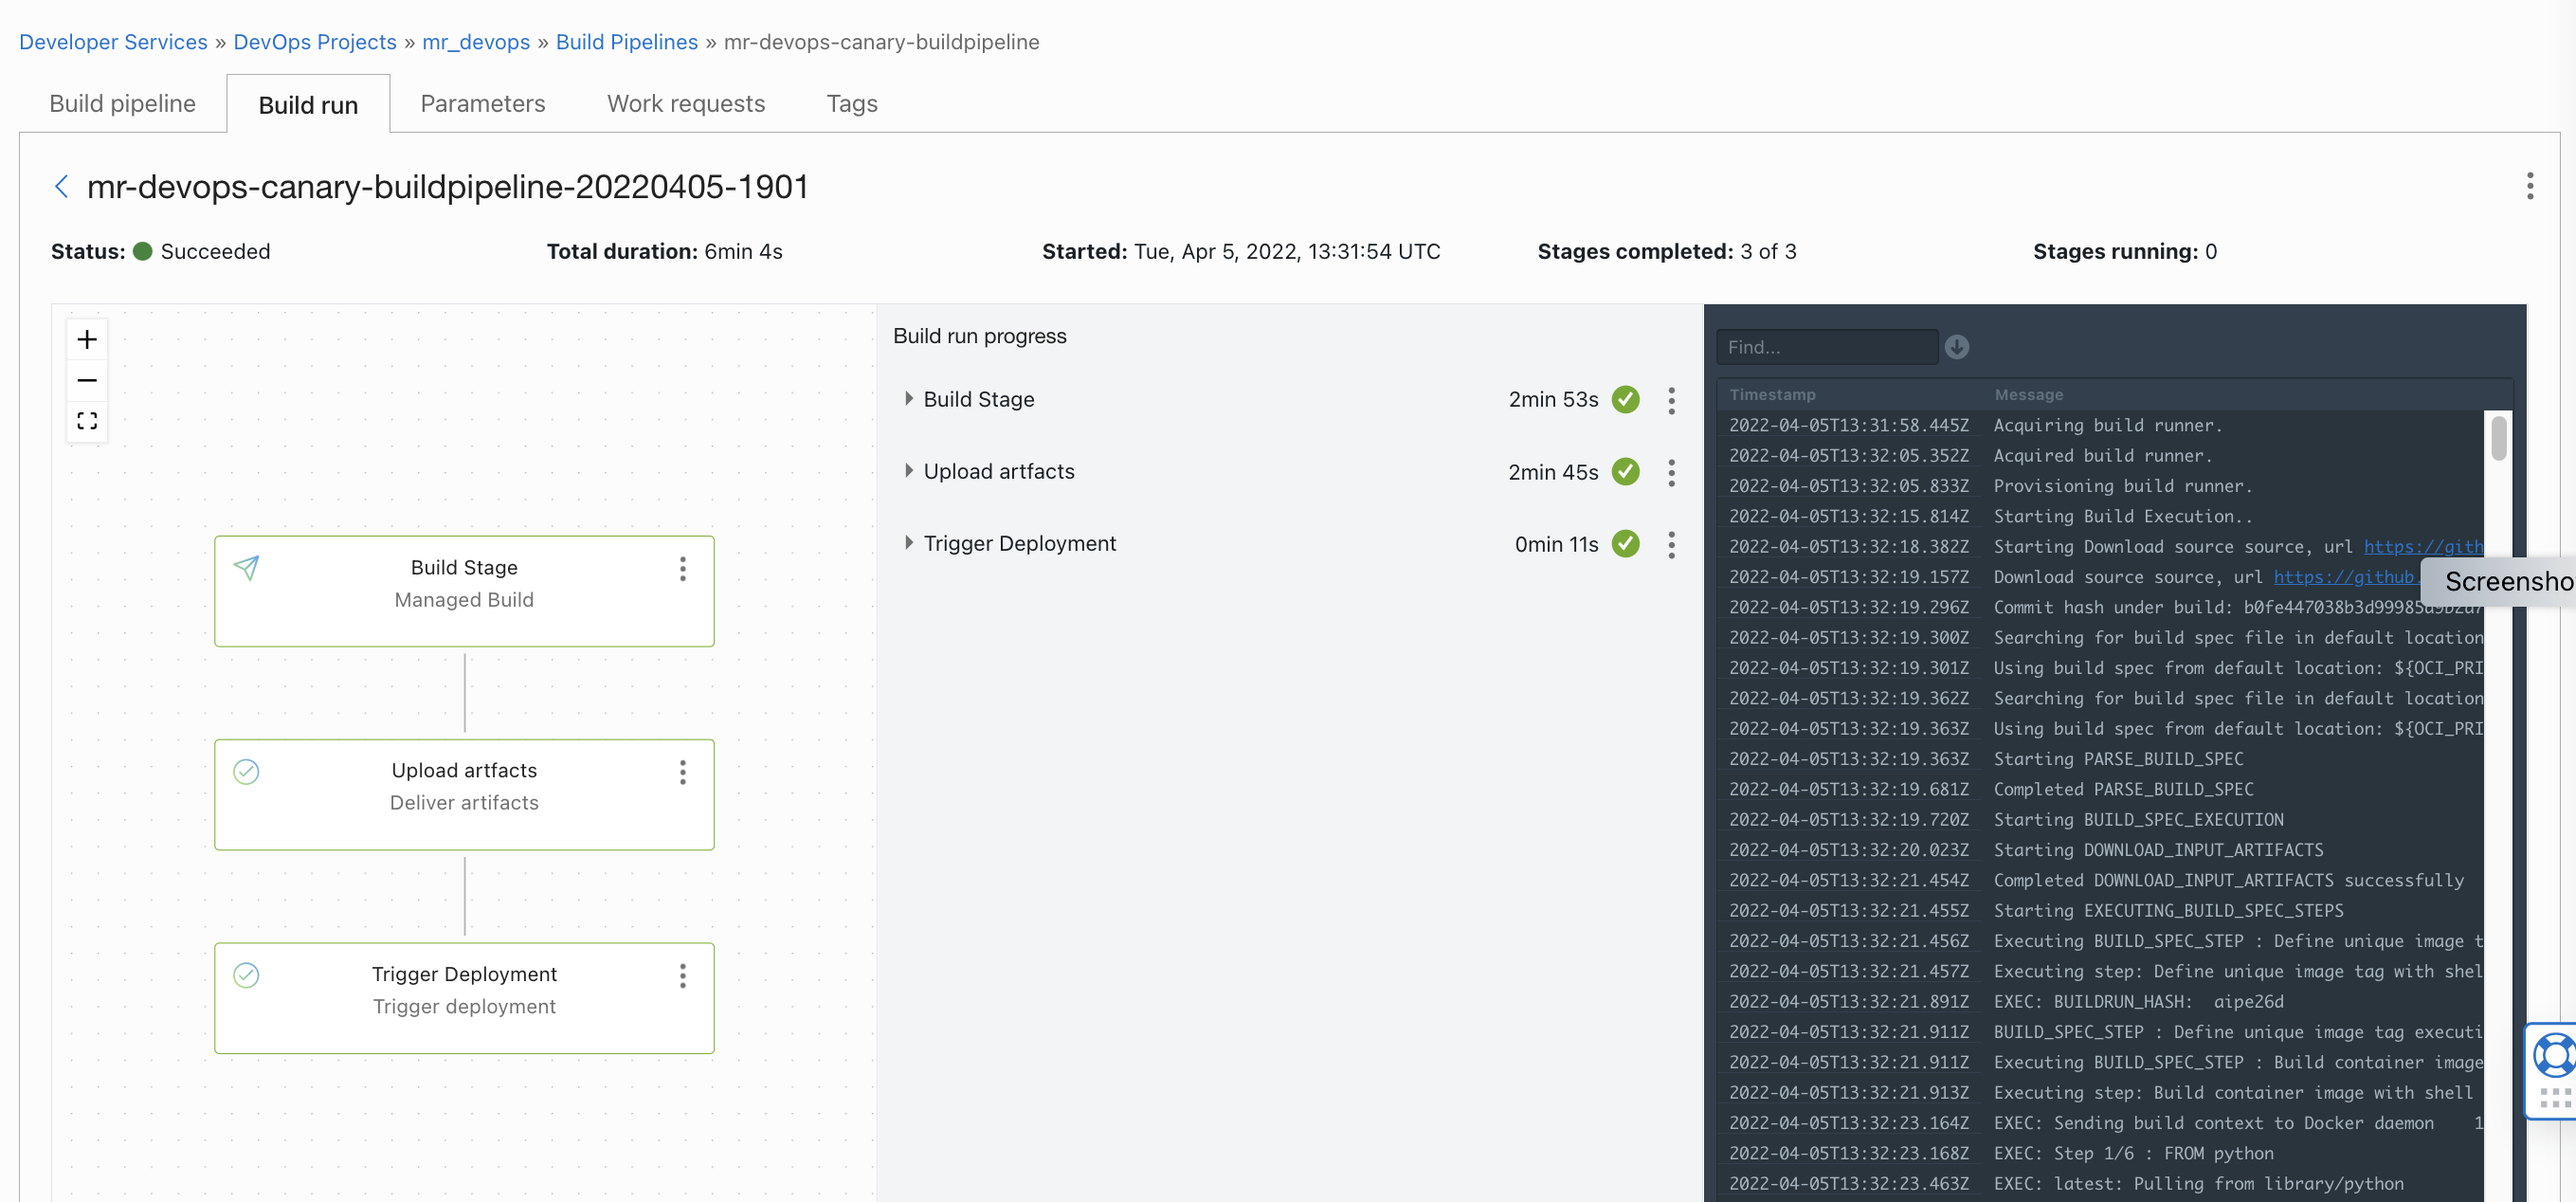 Developer Services » DevOps Projects » mr_devops » Build Pipelines » mr-devops-canary-buildpipeline
Build pipeline
Build run
Parameters
Work requests
Tags
mr-devops-canary-buildpipeline-20220405-1901
Status: Succeeded
Total duration: 6min 4s
Started: Tue, Apr 5, 2022, 13:31:54 UTC
Stages completed: 3 of 3
Stages running: 0
Build Stage
Managed Build
Upload artfacts
Deliver artifacts
Trigger Deployment
Trigger deployment
Build run progress
Build Stage 2min 53s
Upload artfacts 2min 45s
Trigger Deployment 0min 11s
Find...
Timestamp Message
2022-04-05T13:31:58.445Z Acquiring build runner.
2022-04-05T13:32:05.352Z Acquired build runner.
2022-04-05T13:32:05.833Z Provisioning build runner.
2022-04-05T13:32:15.814Z Starting Build Execution..
2022-04-05T13:32:18.382Z Starting Download source source, url https://gith
2022-04-05T13:32:19.157Z Download source source, url https://github.
2022-04-05T13:32:19.296Z Commit hash under build:
2022-04-05T13:32:19.300Z Searching for build spec file in default location
2022-04-05T13:32:19.301Z Using build spec from default location: ${OCI_PRI
2022-04-05T13:32:19.362Z Searching for build spec file in default location
2022-04-05T13:32:19.363Z Using build spec from default location: ${OCI_PRI
2022-04-05T13:32:19.363Z Starting PARSE_BUILD_SPEC
2022-04-05T13:32:19.681Z Completed PARSE_BUILD_SPEC
2022-04-05T13:32:19.720Z Starting BUILD_SPEC_EXECUTION
2022-04-05T13:32:20.023Z Starting DOWNLOAD_INPUT_ARTIFACTS
2022-04-05T13:32:21.454Z Completed DOWNLOAD_INPUT_ARTIFACTS successfully
2022-04-05T13:32:21.455Z Starting EXECUTING_BUILD_SPEC_STEPS
2022-04-05T13:32:21.456Z Executing BUILD_SPEC_STEP : Define unique image t
2022-04-05T13:32:21.457Z Executing step: Define unique image tag with shel
2022-04-05T13:32:21.891Z EXEC: BUILDRUN_HASH: aipe26d
2022-04-05T13:32:21.911Z BUILD_SPEC_STEP : Define unique image tag executi
2022-04-05T13:32:21.911Z Executing BUILD_SPEC_STEP : Build container image
2022-04-05T13:32:21.913Z Executing step: Build container image with shell
2022-04-05T13:32:23.164Z EXEC: Sending build context to Docker daemon 1
2022-04-05T13:32:23.168Z EXEC: Step 1/6 : FROM python
2022-04-05T13:32:23.463Z EXEC: latest: Pulling from library/python
Screensho